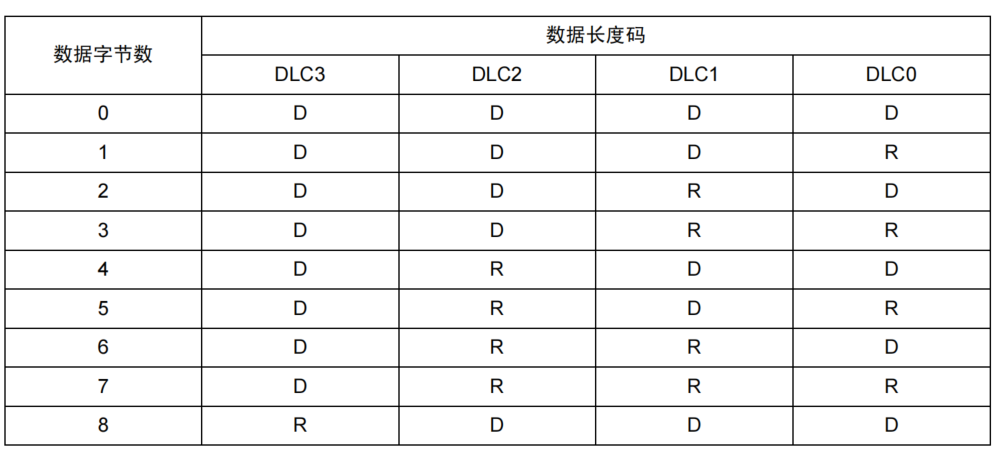 数据字节数 数据长度码
DLC3 DLC2 DLC1 DLC0
0 D D D D
1 D D D R
2 D D R D
3 D D R R
4 D R D D
5 D R D R
6 D R R D
7 D R R R
8 R D D D